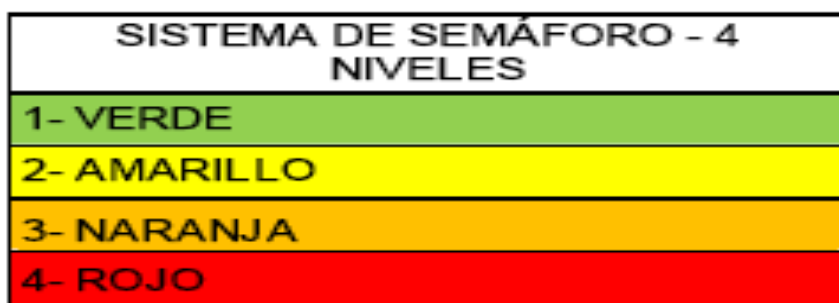 SISTEMA DE SEMÁFORO - 4
NIVELES
1- VERDE
2- AMARILLO
3- NARANJA
4- ROJO